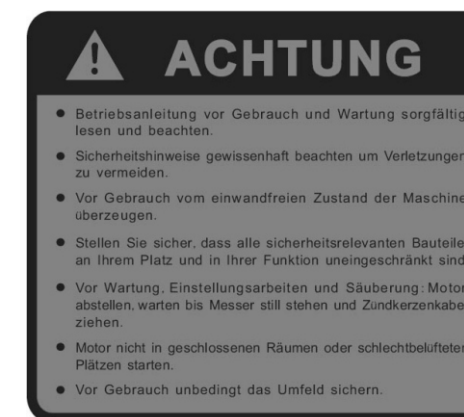 ACHTUNG
● Betriebsanleitung vor Gebrauch und Wartung sorgfältig
lesen und beachten.
● Sicherheitshinweise gewissenhaft beachten um Verletzungen
zu vermeiden.
● Vor Gebrauch vom einwandfreien Zustand der Maschine
überzeugen.
● Stellen Sie sicher, dass alle sicherheitsrelevanten Bauteile
an Ihrem Platz und in Ihrer Funktion uneingeschränkt sind
● Vor Wartung, Einstellungsarbeiten und Säuberung: Motor
abstellen, warten bis Messer still stehen und Zündkerzenkabe
ziehen.
● Motor nicht in geschlossenen Räumen oder schlechtbelüfteten
Plätzen starten.
● Vor Gebrauch unbedingt das Umfeld sichern.